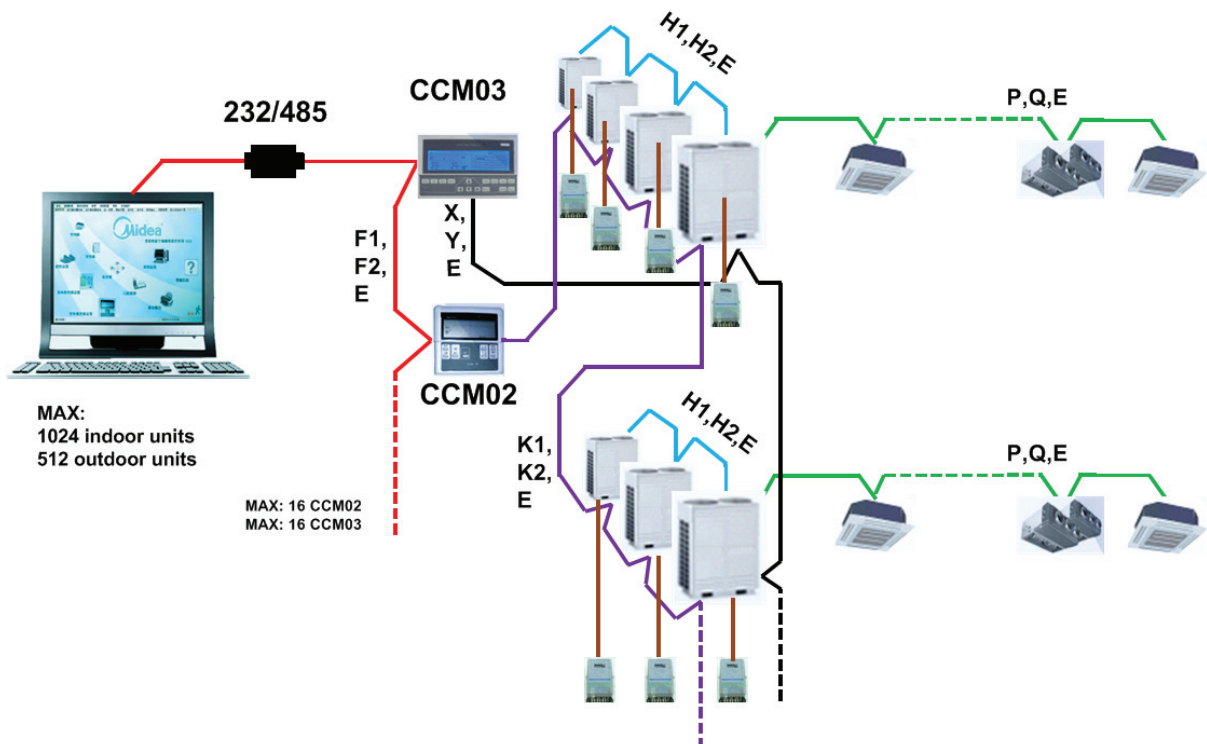 H1,H2,E
CCM03
232/485
P,Q,E
Midea
X,
Y,
E
F1,
F2,
E
CCM02
MAX:
1024 indoor units
512 outdoor units
H1,H2,E
K1,
K2,
E
P,Q,E
MAX: 16 CCM02
MAX: 16 CCM03